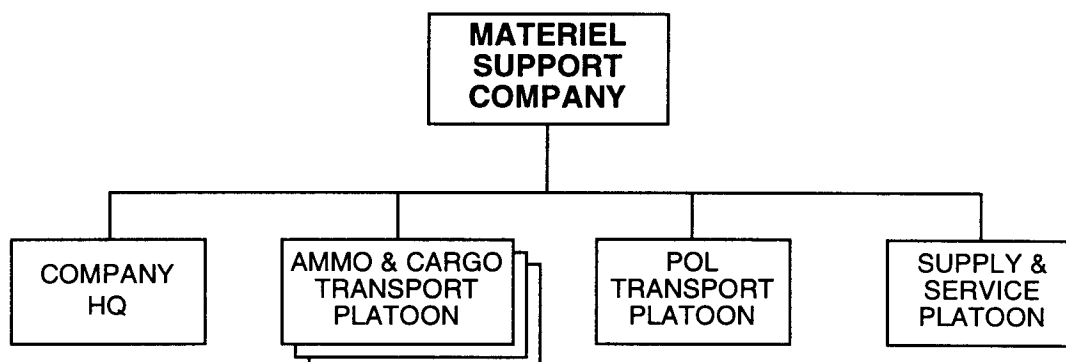 MATERIEL
SUPPORT
COMPANY
COMPANY
HQ
AMMO & CARGO
TRANSPORT
PLATOON
POL
TRANSPORT
PLATOON
SUPPLY &
SERVICE
PLATOON